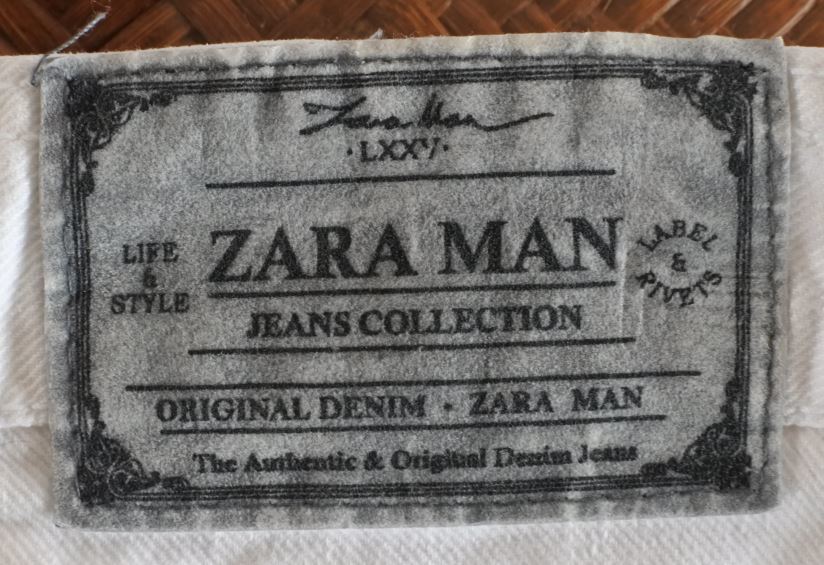 Zara Man
·LXXV·
LIFE
&
STYLE
ZARA MAN
LABEL
&
RIVETS
JEANS COLLECTION
ORIGINAL DENIM · ZARA MAN
The Authentic & Original Denim Jeans